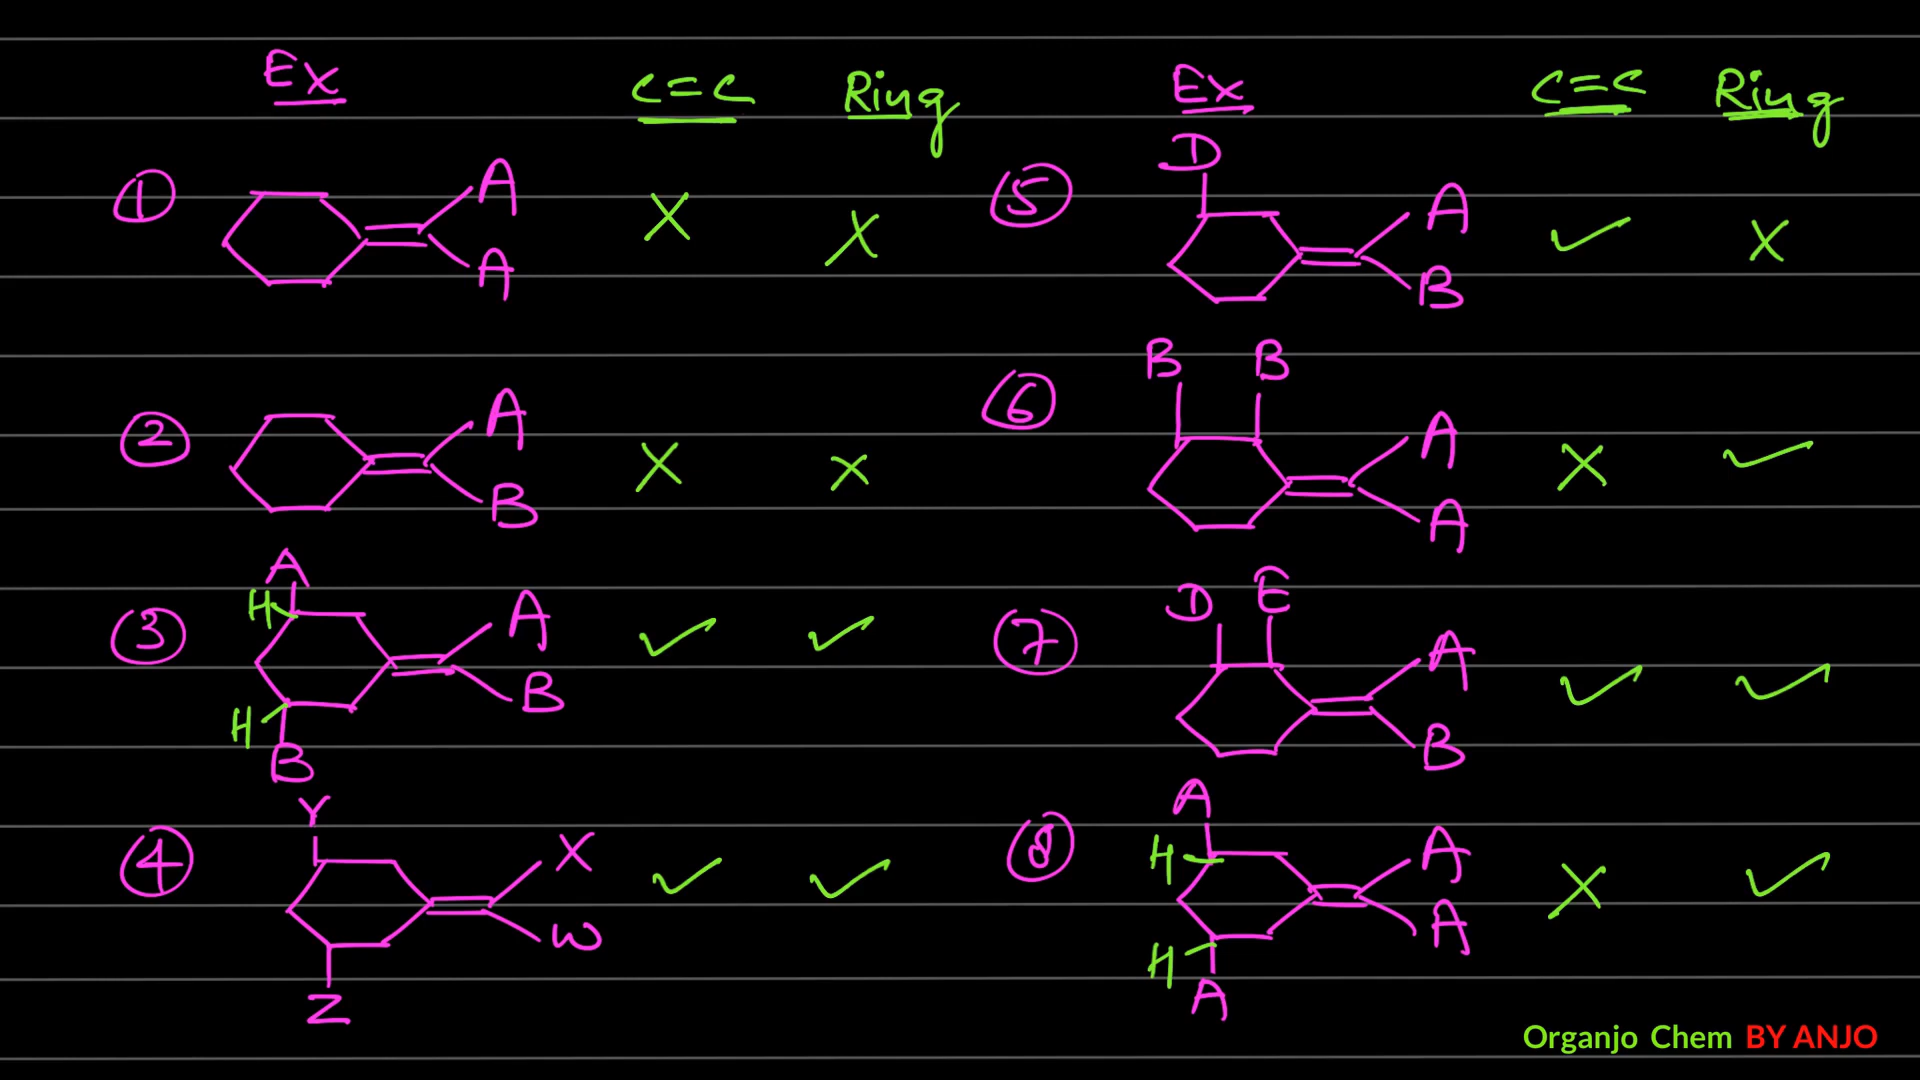 Ex C=C Ring
1 A
A X X
2 A
B X X
A
3 H A ✓ ✓
H B
B
Y
4 X ✓ ✓
W
Z
Ex C=C Ring
D
5 A ✓ X
B
B B
6 A X ✓
A
D E
7 A ✓ ✓
B
A
8 H A X ✓
H A
A
Organjo Chem BY ANJO